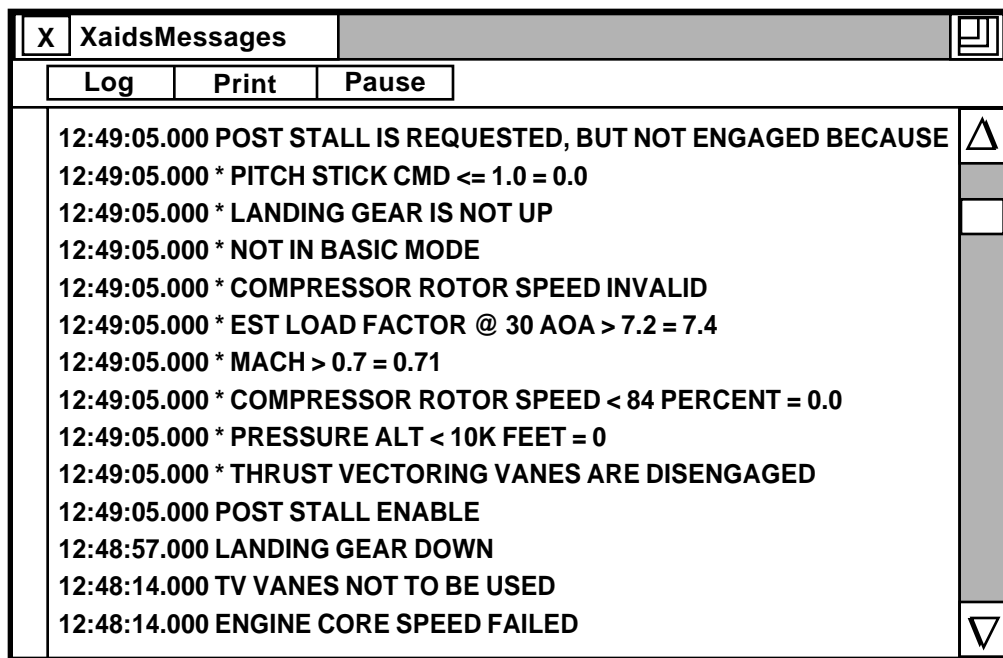 X XaidsMessages
Log Print Pause
12:49:05.000 POST STALL IS REQUESTED, BUT NOT ENGAGED BECAUSE
12:49:05.000 * PITCH STICK CMD <= 1.0 = 0.0
12:49:05.000 * LANDING GEAR IS NOT UP
12:49:05.000 * NOT IN BASIC MODE
12:49:05.000 * COMPRESSOR ROTOR SPEED INVALID
12:49:05.000 * EST LOAD FACTOR @ 30 AOA > 7.2 = 7.4
12:49:05.000 * MACH > 0.7 = 0.71
12:49:05.000 * COMPRESSOR ROTOR SPEED < 84 PERCENT = 0.0
12:49:05.000 * PRESSURE ALT < 10K FEET = 0
12:49:05.000 * THRUST VECTORING VANES ARE DISENGAGED
12:49:05.000 POST STALL ENABLE
12:48:57.000 LANDING GEAR DOWN
12:48:14.000 TV VANES NOT TO BE USED
12:48:14.000 ENGINE CORE SPEED FAILED